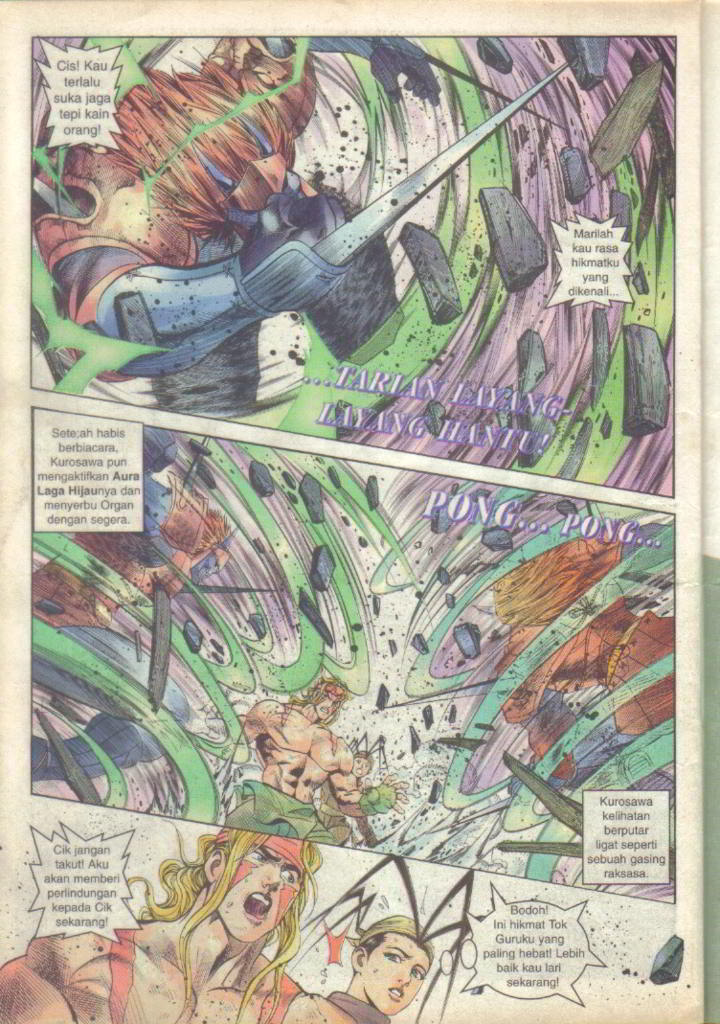 Cis! Kau
terlalu
suka jaga
tepi kain
orang!
Marilah
kau rasa
hikmatku
yang
dikenali...
...TARIAN LAYANG-
LAYANG HANTU!
Sete;ah habis
berbiacara,
Kurosawa pun
mengaktifkan Aura
Laga Hijaunya dan
menyerbu Organ
dengan segera.
PONG... PONG...
Kurosawa
kelihatan
berputar
ligat seperti
sebuah gasing
raksasa.
Cik jangan
takut! Aku
akan memberi
perlindungan
kepada Cik
sekarang!
Bodoh!
Ini hikmat Tok
Guruku yang
paling hebat! Lebih
baik kau lari
sekarang!